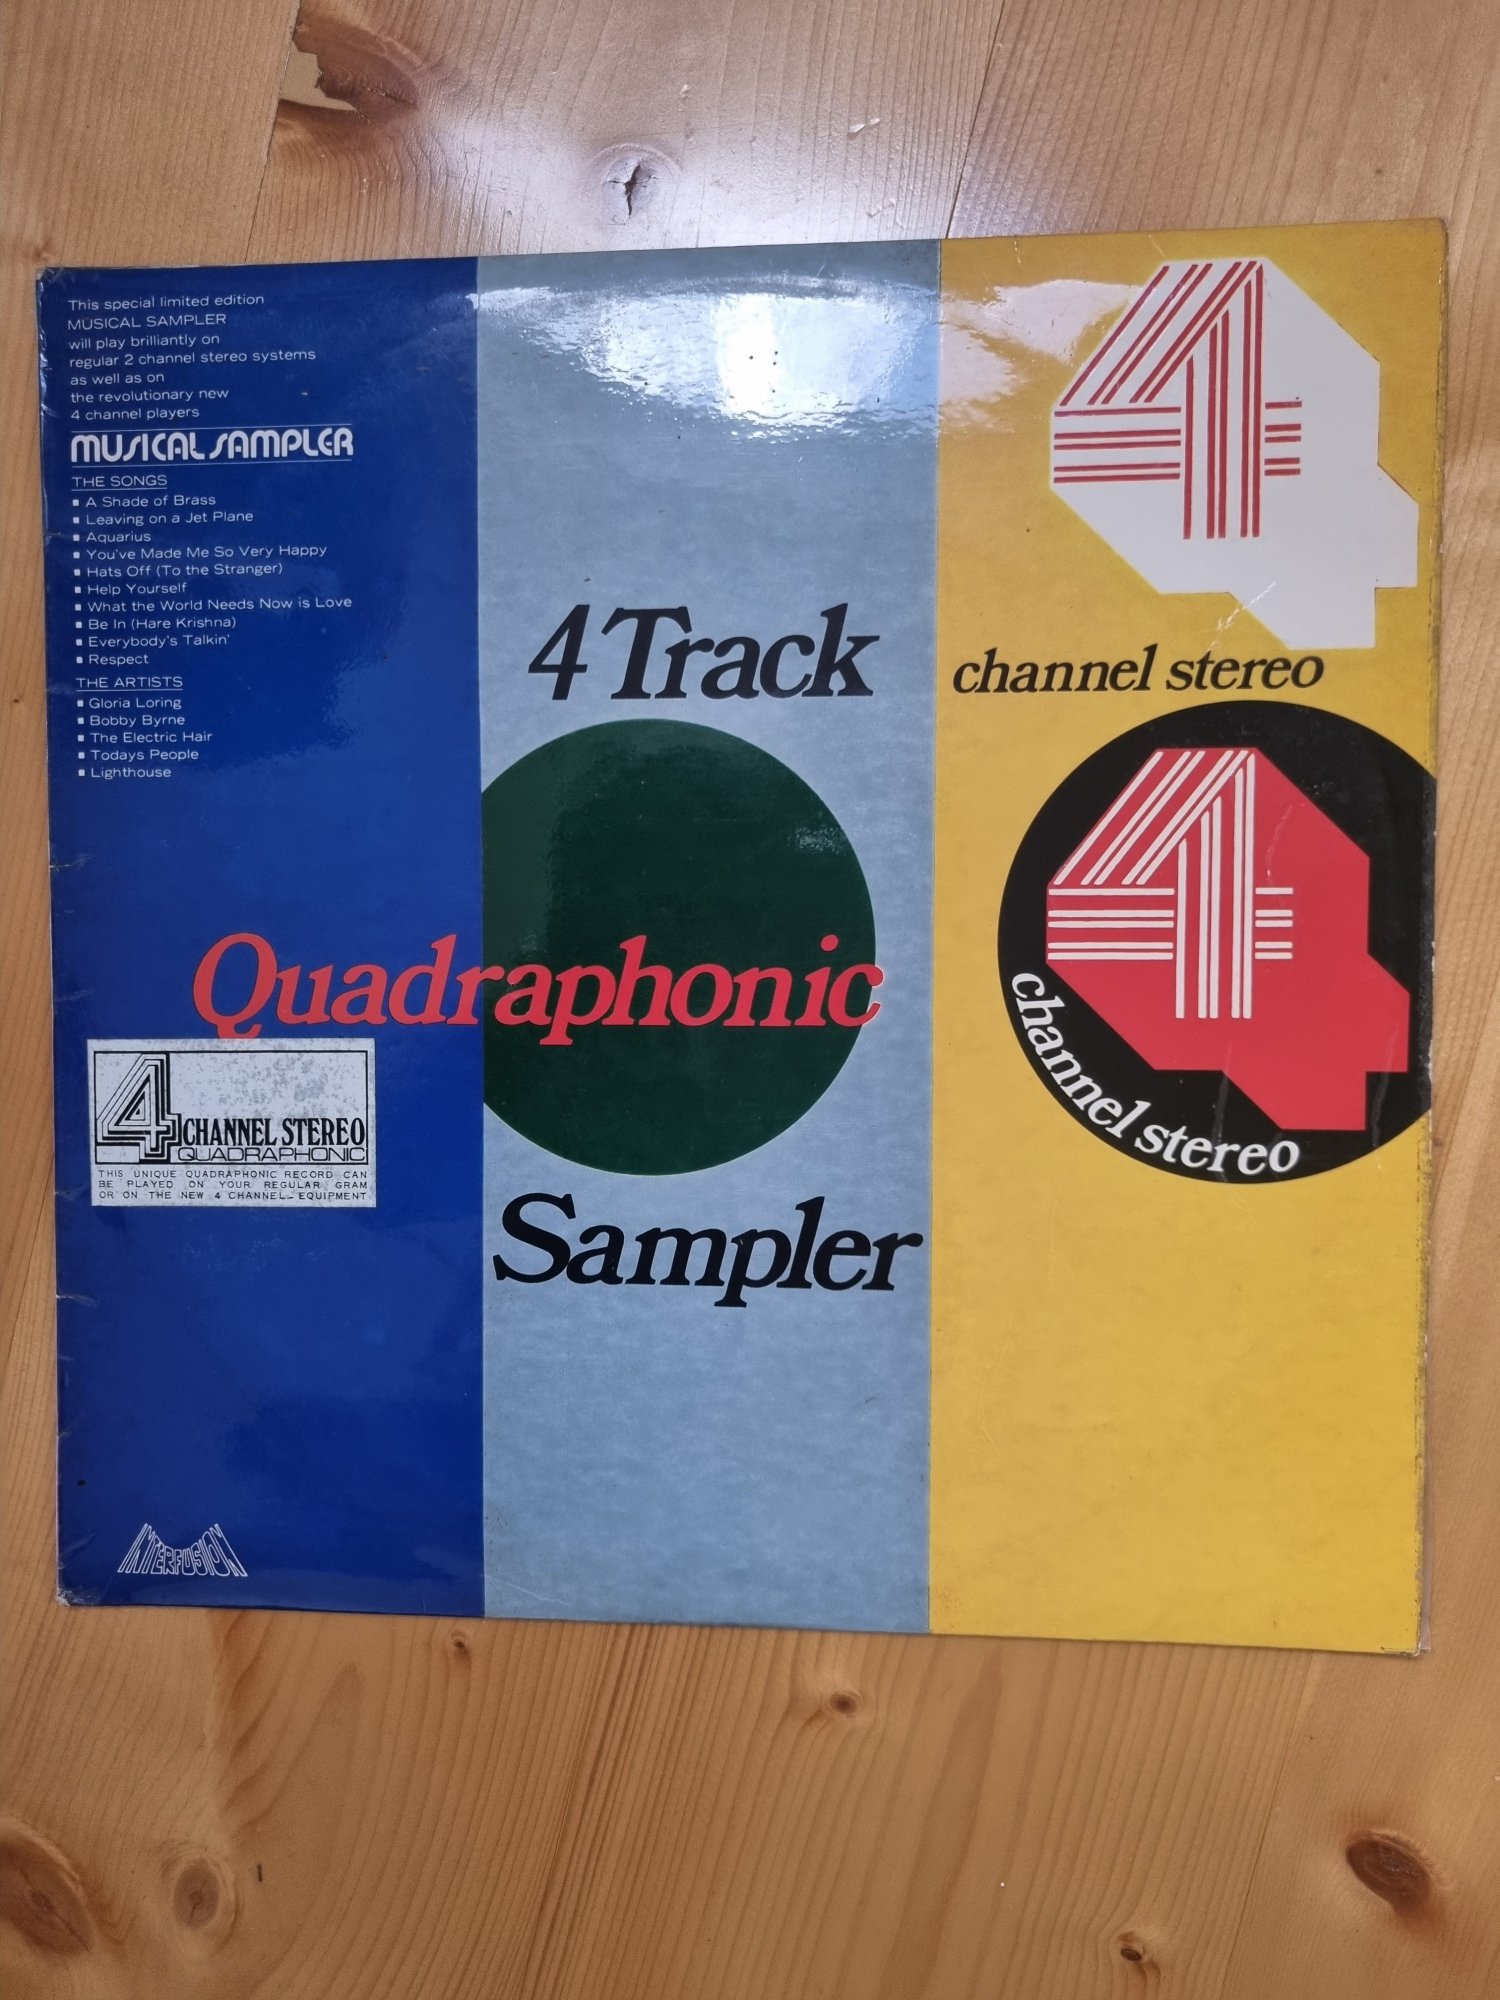 This special limited edition
MUSICAL SAMPLER
will play brilliantly on
regular 2 channel stereo systems
as well as on
the revolutionary new
4 channel players
MUSICAL SAMPLER
THE SONGS
▪ A Shade of Brass
▪ Leaving on a Jet Plane
▪ Aquarius
▪ You've Made Me So Very Happy
▪ Hats Off (To the Stranger)
▪ Help Yourself
▪ What the World Needs Now is Love
▪ Be In (Hare Krishna)
▪ Everybody's Talkin'
▪ Respect
THE ARTISTS
▪ Gloria Loring
▪ Bobby Byrne
▪ The Electric Hair
▪ Todays People
▪ Lighthouse
4 Track
Quadraphonic
Sampler
4 CHANNEL STEREO
QUADRAPHONIC
THIS UNIQUE QUADRAPHONIC RECORD CAN
BE PLAYED ON YOUR REGULAR GRAM
OR ON THE NEW 4 CHANNEL EQUIPMENT
INTERFUSION
4
channel stereo
4
channel stereo